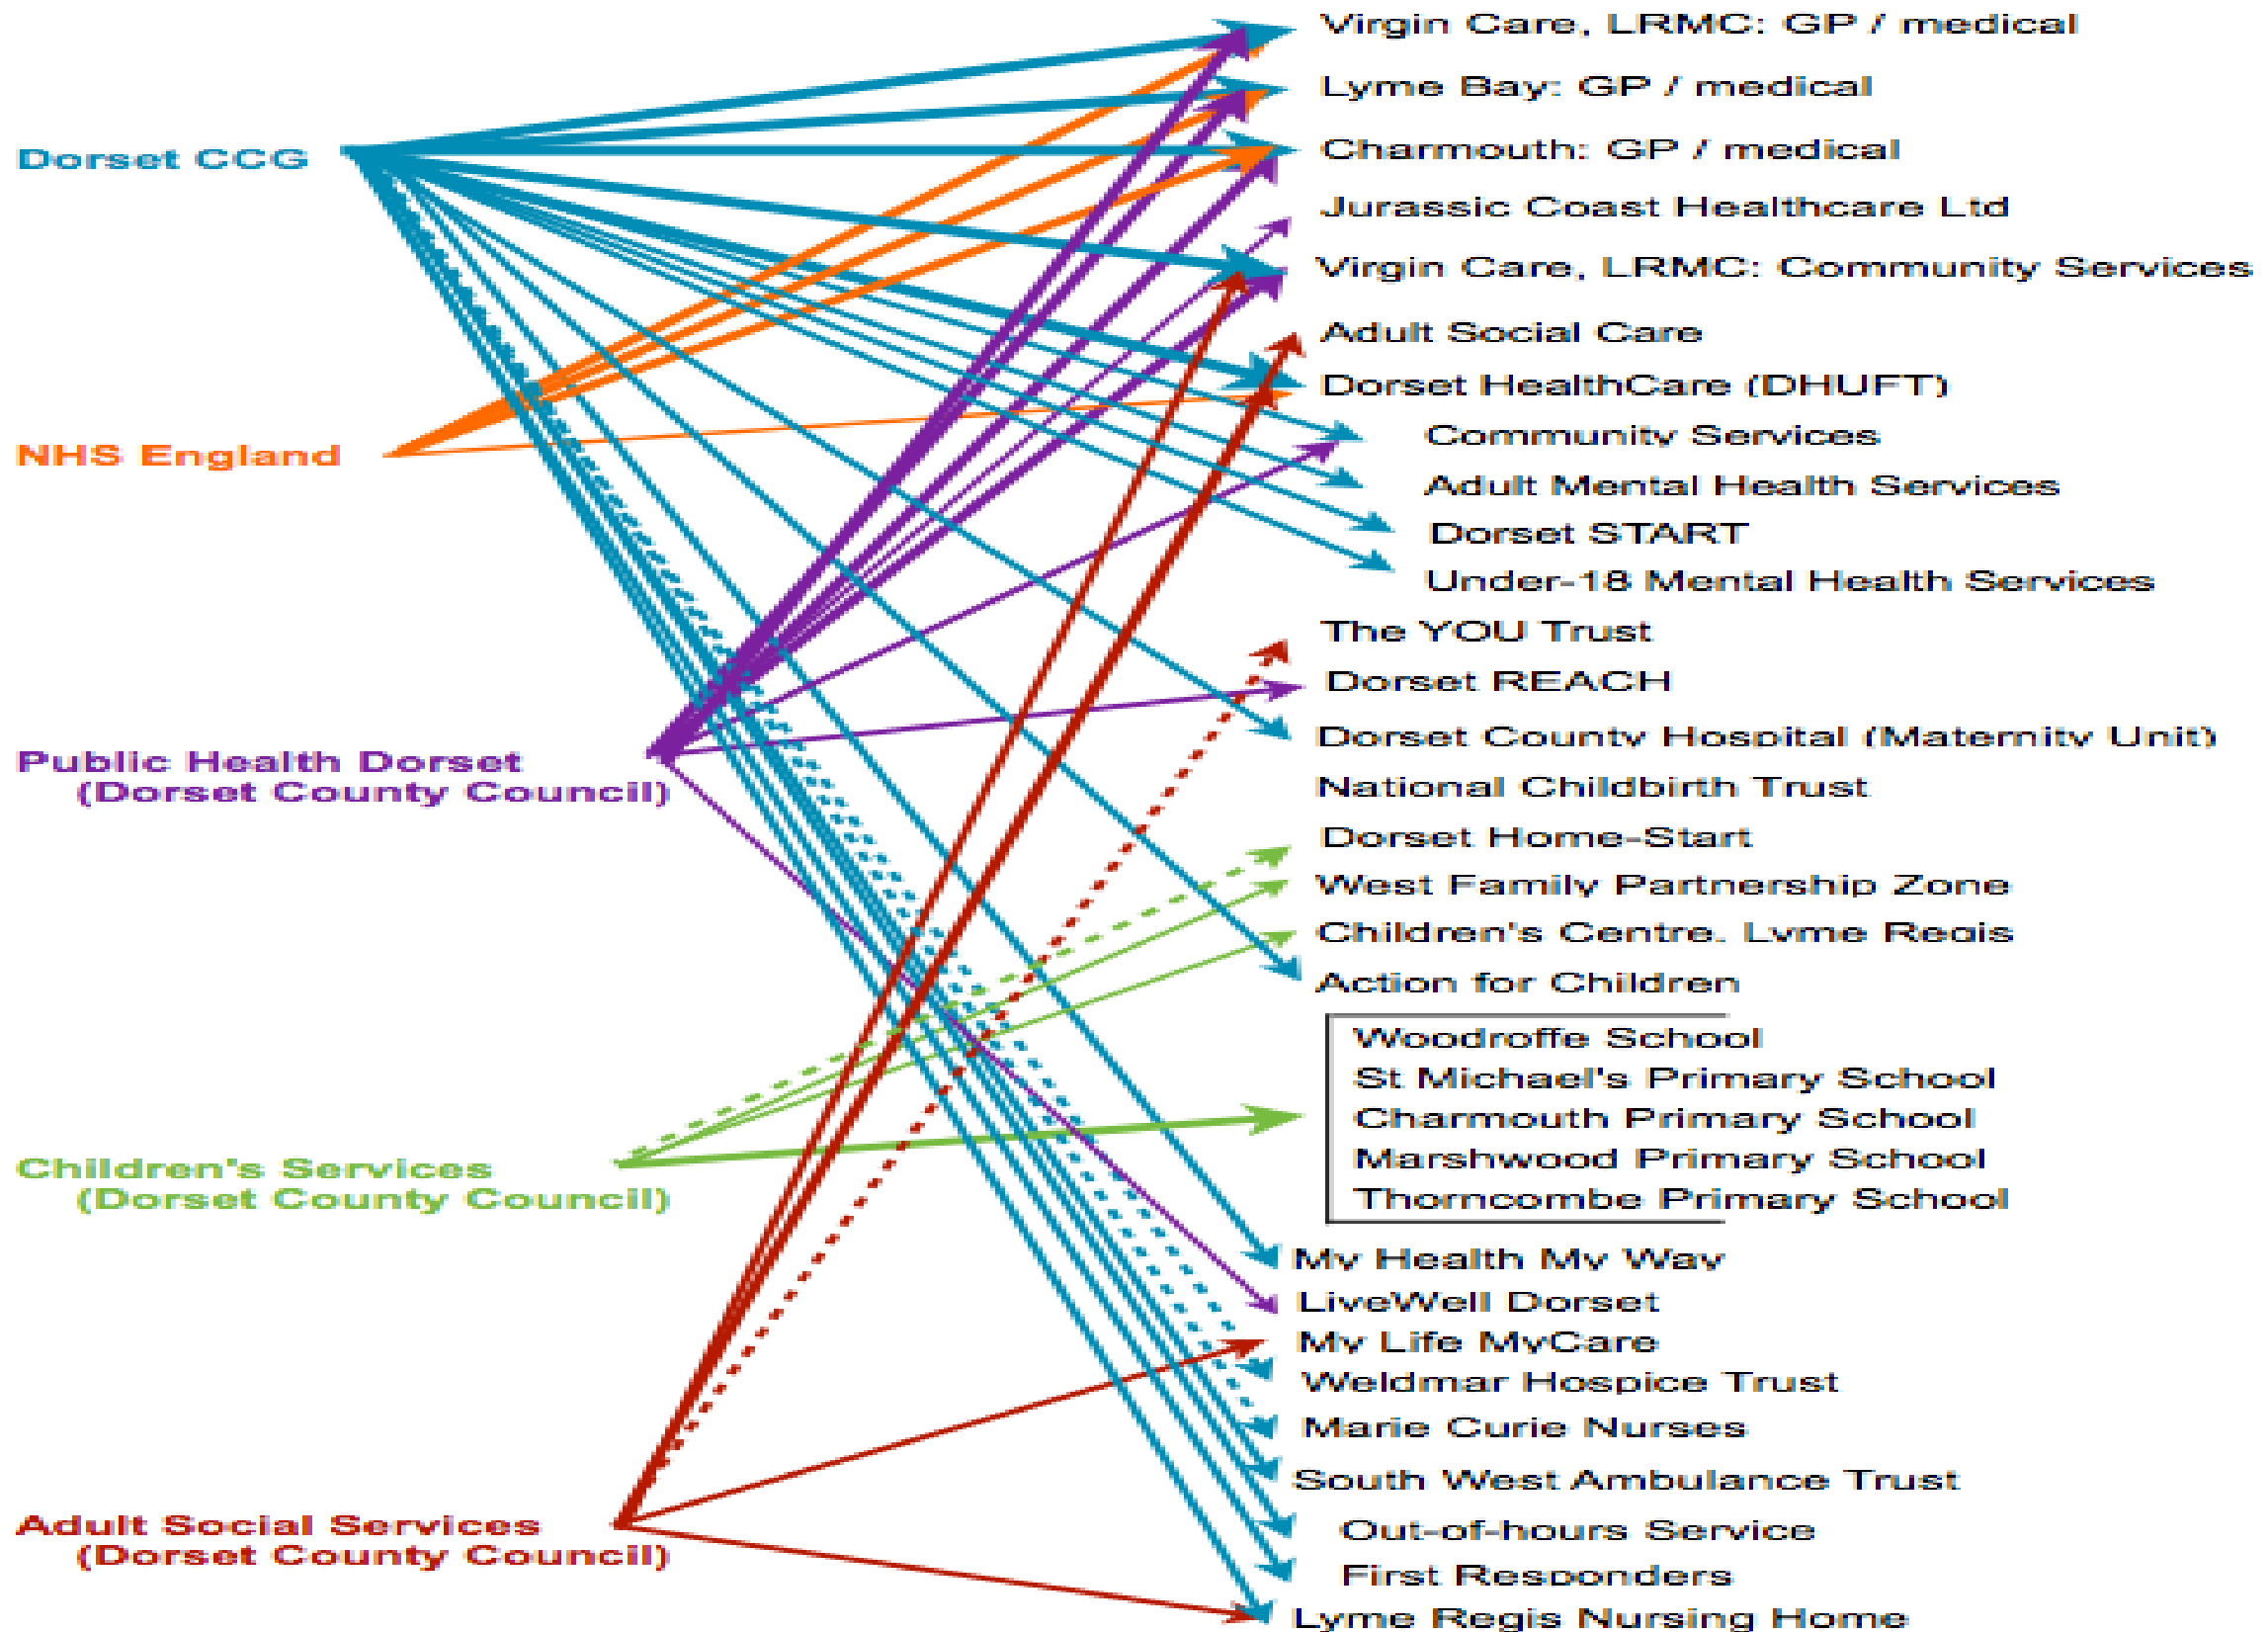 Dorset CCG
NHS England
Public Health Dorset
(Dorset County Council)
Children's Services
(Dorset County Council)
Adult Social Services
(Dorset County Council)
Virgin Care, LRMC: GP / medical
Lyme Bay: GP / medical
Charmouth: GP / medical
Jurassic Coast Healthcare Ltd
Virgin Care, LRMC: Community Services
Adult Social Care
Dorset HealthCare (DHUFT)
Community Services
Adult Mental Health Services
Dorset START
Under-18 Mental Health Services
The YOU Trust
Dorset REACH
Dorset County Hospital (Maternity Unit)
National Childbirth Trust
Dorset Home-Start
West Family Partnership Zone
Children's Centre, Lyme Regis
Action for Children
Woodroffe School
St Michael's Primary School
Charmouth Primary School
Marshwood Primary School
Thorncombe Primary School
My Health My Way
LiveWell Dorset
My Life MyCare
Weldmar Hospice Trust
Marie Curie Nurses
South West Ambulance Trust
Out-of-hours Service
First Responders
Lyme Regis Nursing Home